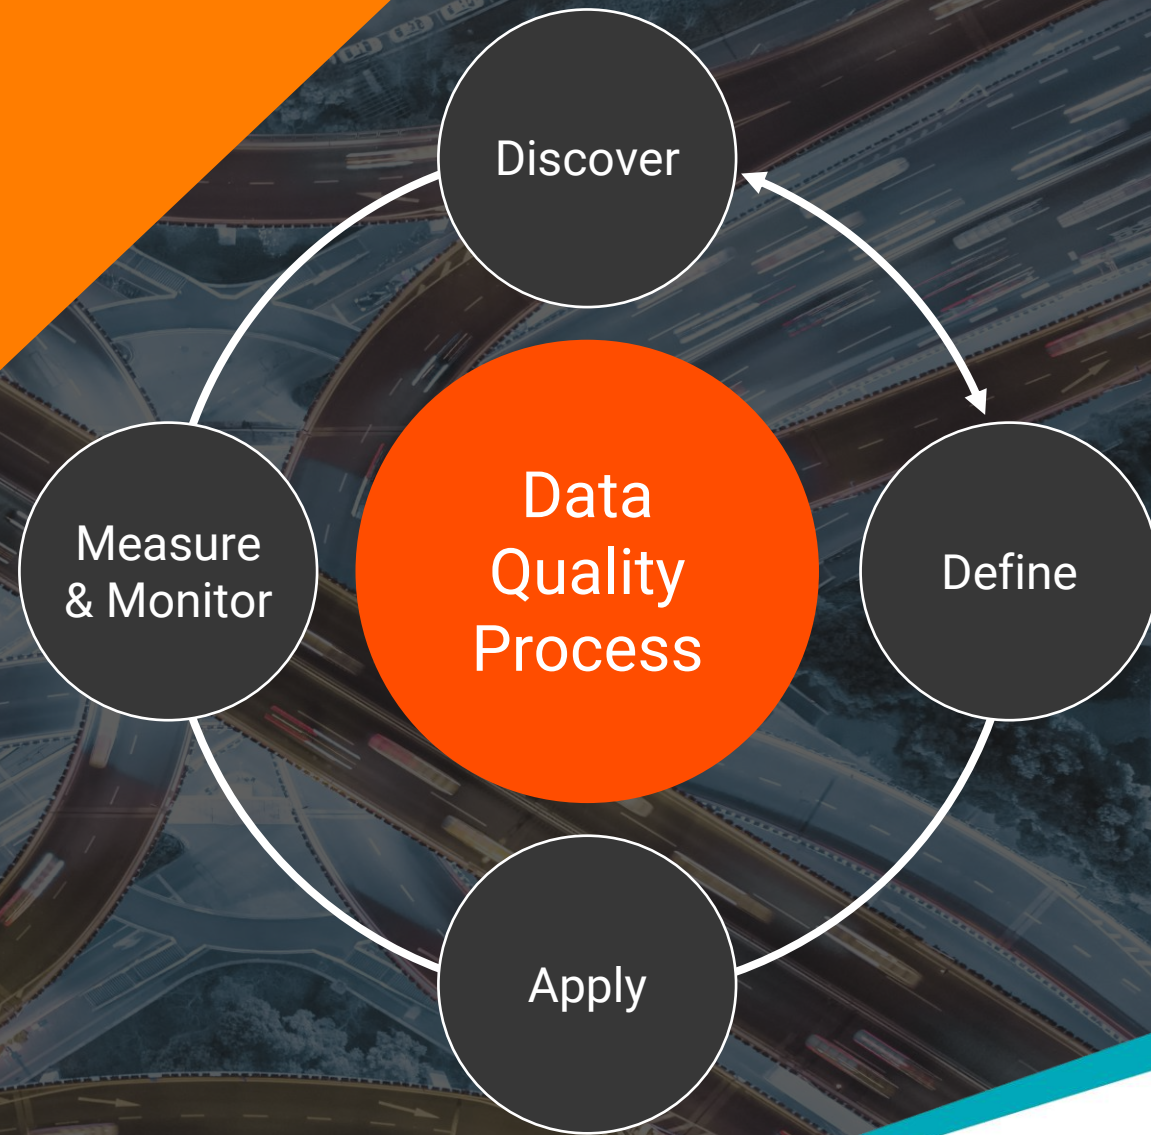 Discover
Data
Quality
Process
Measure
& Monitor
Define
Apply